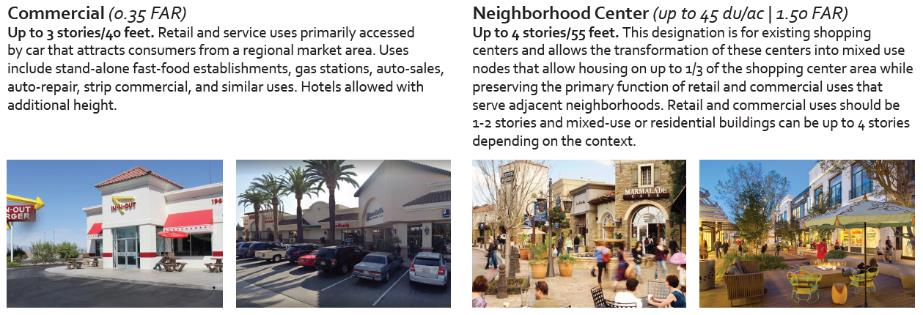 Commercial (0.35 FAR)
Up to 3 stories/40 feet. Retail and service uses primarily accessed
by car that attracts consumers from a regional market area. Uses
include stand-alone fast-food establishments, gas stations, auto-sales,
auto-repair, strip commercial, and similar uses. Hotels allowed with
additional height.
Neighborhood Center (up to 45 du/ac | 1.50 FAR)
Up to 4 stories/55 feet. This designation is for existing shopping
centers and allows the transformation of these centers into mixed use
nodes that allow housing on up to 1/3 of the shopping center area while
preserving the primary function of retail and commercial uses that
serve adjacent neighborhoods. Retail and commercial uses should be
1-2 stories and mixed-use or residential buildings can be up to 4 stories
depending on the context.
IN-N-OUT
N-OUT
RGER
196
MARMALADE